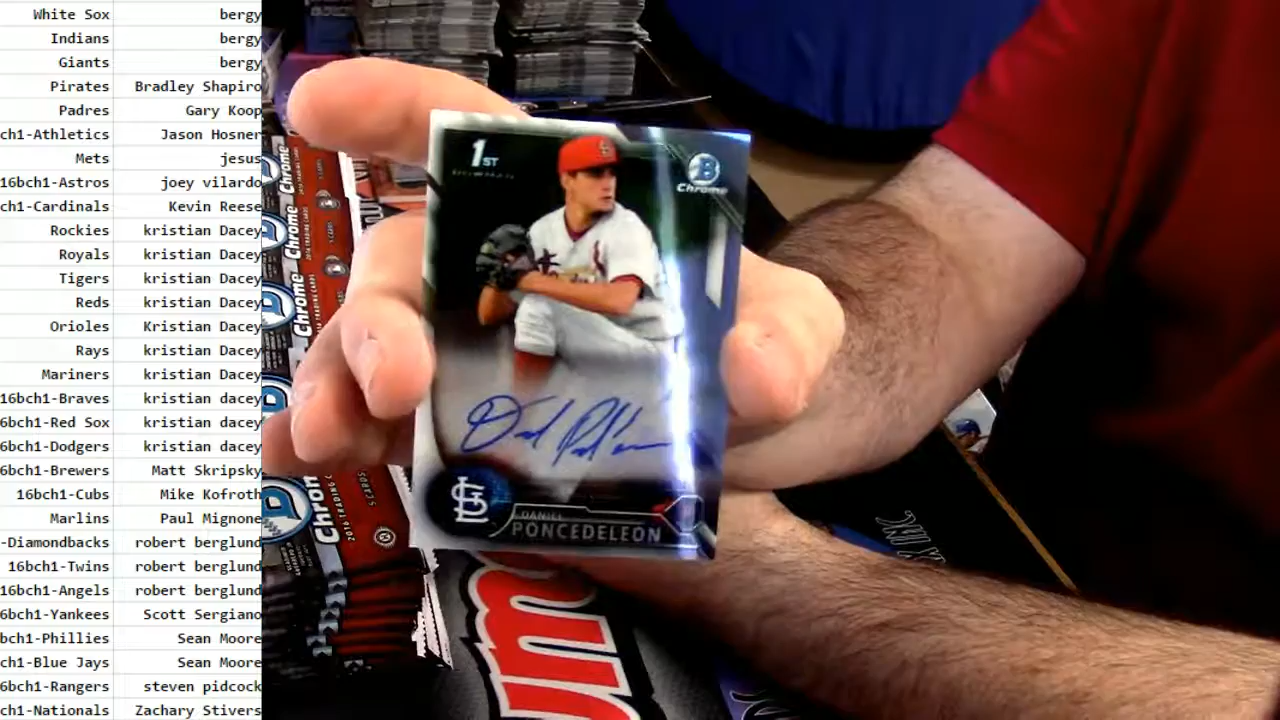 White Sox bergy
Indians bergy
Giants bergy
Pirates Bradley Shapiro
Padres Gary Koop
ch1-Athletics Jason Hosner
Mets jesus
16bch1-Astros joey vilardo
ch1-Cardinals Kevin Reese
Rockies kristian Dacey
Royals kristian Dacey
Tigers kristian Dacey
Reds kristian Dacey
Orioles Kristian Dacey
Rays kristian Dacey
Mariners kristian Dacey
16bch1-Braves kristian dacey
6bch1-Red Sox kristian dacey
6bch1-Dodgers kristian dacey
6bch1-Brewers Matt Skripsky
16bch1-Cubs Mike Kofroth
Marlins Paul Mignone
-Diamondbacks robert berglund
16bch1-Twins robert berglund
16bch1-Angels robert berglund
6bch1-Yankees Scott Sergiano
bch1-Phillies Sean Moore
ch1-Blue Jays Sean Moore
6bch1-Rangers steven pidcock
ch1-Nationals Zachary Stivers
1ST
B
Chrome
STL
DANIEL
PONCEDELEON
Chrome
Chrome
Chrome
Chrom